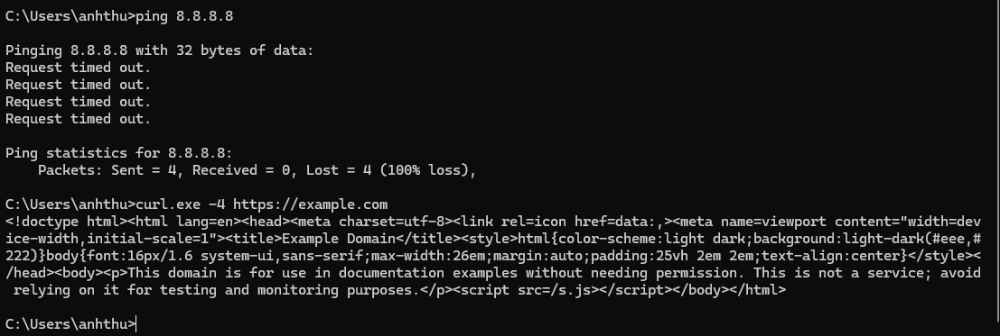 C:\Users\anhthu>ping 8.8.8.8
Pinging 8.8.8.8 with 32 bytes of data:
Request timed out.
Request timed out.
Request timed out.
Request timed out.
Ping statistics for 8.8.8.8:
    Packets: Sent = 4, Received = 0, Lost = 4 (100% loss),
C:\Users\anhthu>curl.exe -4 https://example.com
<!doctype html><html lang=en><head><meta charset=utf-8><link rel=icon href=data:,><meta name=viewport content="width=dev
ice-width,initial-scale=1"><title>Example Domain</title><style>html{color-scheme:light dark;background:light-dark(#eee,#
222)}body{font:16px/1.6 system-ui,sans-serif;max-width:26em;margin:auto;padding:25vh 2em 2em;text-align:center}</style><
/head><body><p>This domain is for use in documentation examples without needing permission. This is not a service; avoid
 relying on it for testing and monitoring purposes.</p><script src=/s.js></script></body></html>
C:\Users\anhthu>